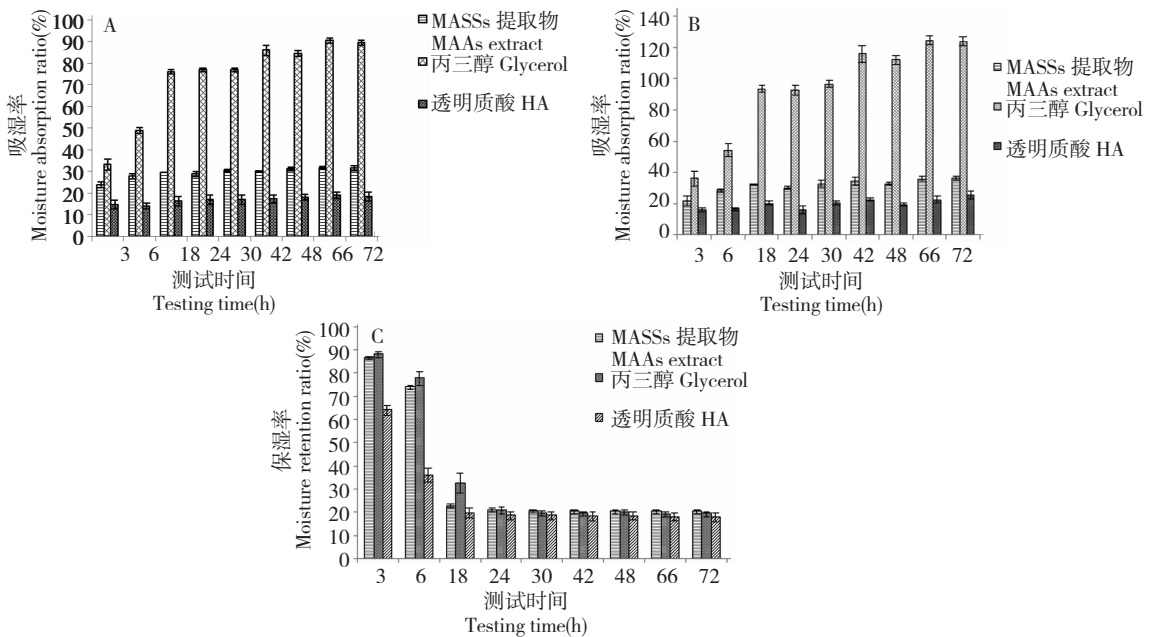 A
吸湿率
Moisture absorption ratio(%)
100
90
80
70
60
50
40
30
20
10
0
3 6 18 24 30 42 48 66 72
测试时间
Testing time(h)
MASSs 提取物
MAAs extract
丙三醇 Glycerol
透明质酸 HA
B
吸湿率
Moisture absorption ratio(%)
140
120
100
80
60
40
20
0
3 6 18 24 30 42 48 66 72
测试时间
Testing time(h)
MASSs 提取物
MAAs extract
丙三醇 Glycerol
透明质酸 HA
C
保湿率
Moisture retention ratio(%)
100
90
80
70
60
50
40
30
20
10
0
3 6 18 24 30 42 48 66 72
测试时间
Testing time(h)
MASSs 提取物
MAAs extract
丙三醇 Glycerol
透明质酸 HA